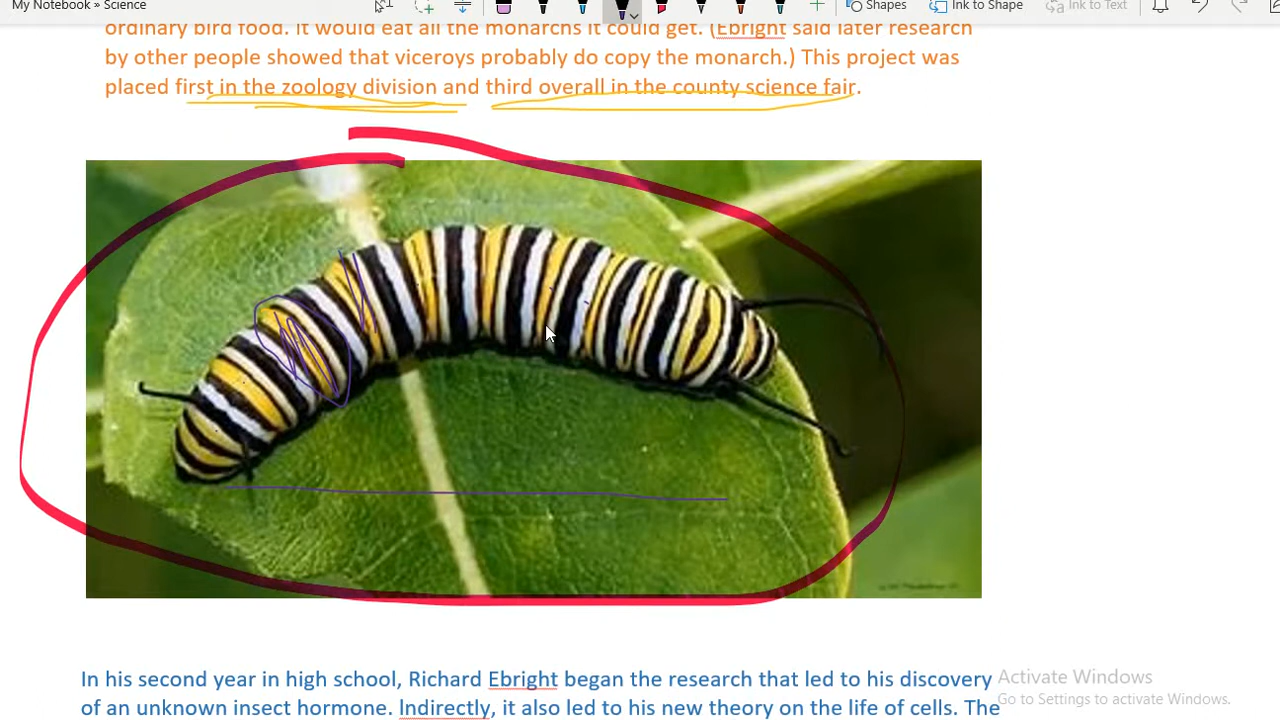 My Notebook » Science
Shapes
Ink to Shape
Ink to Text
ordinary bird food. It would eat all the monarchs it could get. (Ebright said later research
by other people showed that viceroys probably do copy the monarch.) This project was
placed first in the zoology division and third overall in the county science fair.
In his second year in high school, Richard Ebright began the research that led to his discovery
of an unknown insect hormone. lndirectly, it also led to his new theory on the life of cells. The
Activate Windows
Go to Settings to activate Windows.